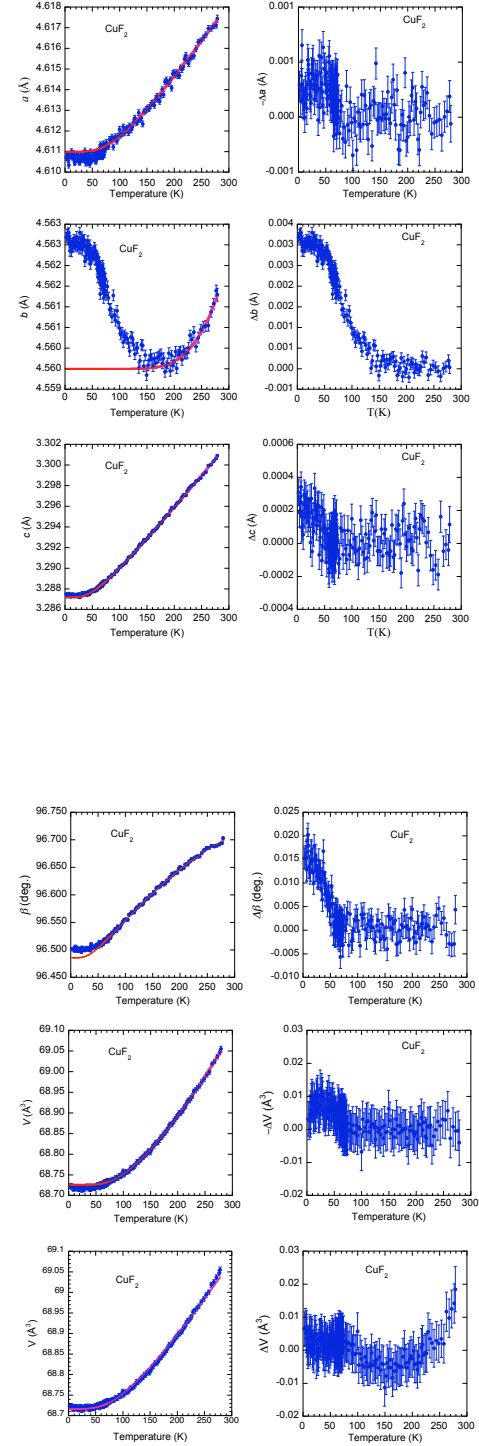 4.618
4.617
4.615
4.614
4.613
4.611
4.610
a (Å)
CuF2
0 50 100 150 200 250 300
Temperature (K)
0.001
0.001
0.000
-0.001
−Δa (Å)
CuF2
0 50 100 150 200 250 300
Temperature (K)
4.563
4.563
4.562
4.561
4.561
4.560
4.559
b (Å)
CuF2
0 50 100 150 200 250 300
Temperature (K)
0.004
0.003
0.002
0.001
0.000
-0.001
Δb (Å)
CuF2
0 50 100 150 200 250 300
T(K)
3.302
3.300
3.298
3.296
3.294
3.292
3.290
3.288
3.286
c (Å)
CuF2
0 50 100 150 200 250 300
Temperature (K)
0.0006
0.0004
0.0002
0.0000
-0.0002
-0.0004
Δc (Å)
CuF2
0 50 100 150 200 250 300
T(K)
96.750
96.700
96.650
96.600
96.550
96.500
96.450
β (deg.)
CuF2
0 50 100 150 200 250 300
Temperature (K)
0.025
0.020
0.015
0.010
0.005
0.000
-0.005
-0.010
Δβ (deg.)
CuF2
0 50 100 150 200 250 300
Temperature (K)
69.10
69.05
69.00
68.95
68.90
68.85
68.80
68.75
68.70
V (Å³)
CuF2
0 50 100 150 200 250 300
Temperature (K)
0.03
0.02
0.01
0.00
-0.01
-0.02
−ΔV (Å³)
CuF2
0 50 100 150 200 250 300
Temperature (K)
69.1
69.05
69
68.95
68.9
68.85
68.8
68.75
68.7
V (Å³)
CuF2
0 50 100 150 200 250 300
Temperature (K)
0.03
0.02
0.01
0.00
-0.01
-0.02
ΔV (Å³)
CuF2
0 50 100 150 200 250 300
Temperature (K)